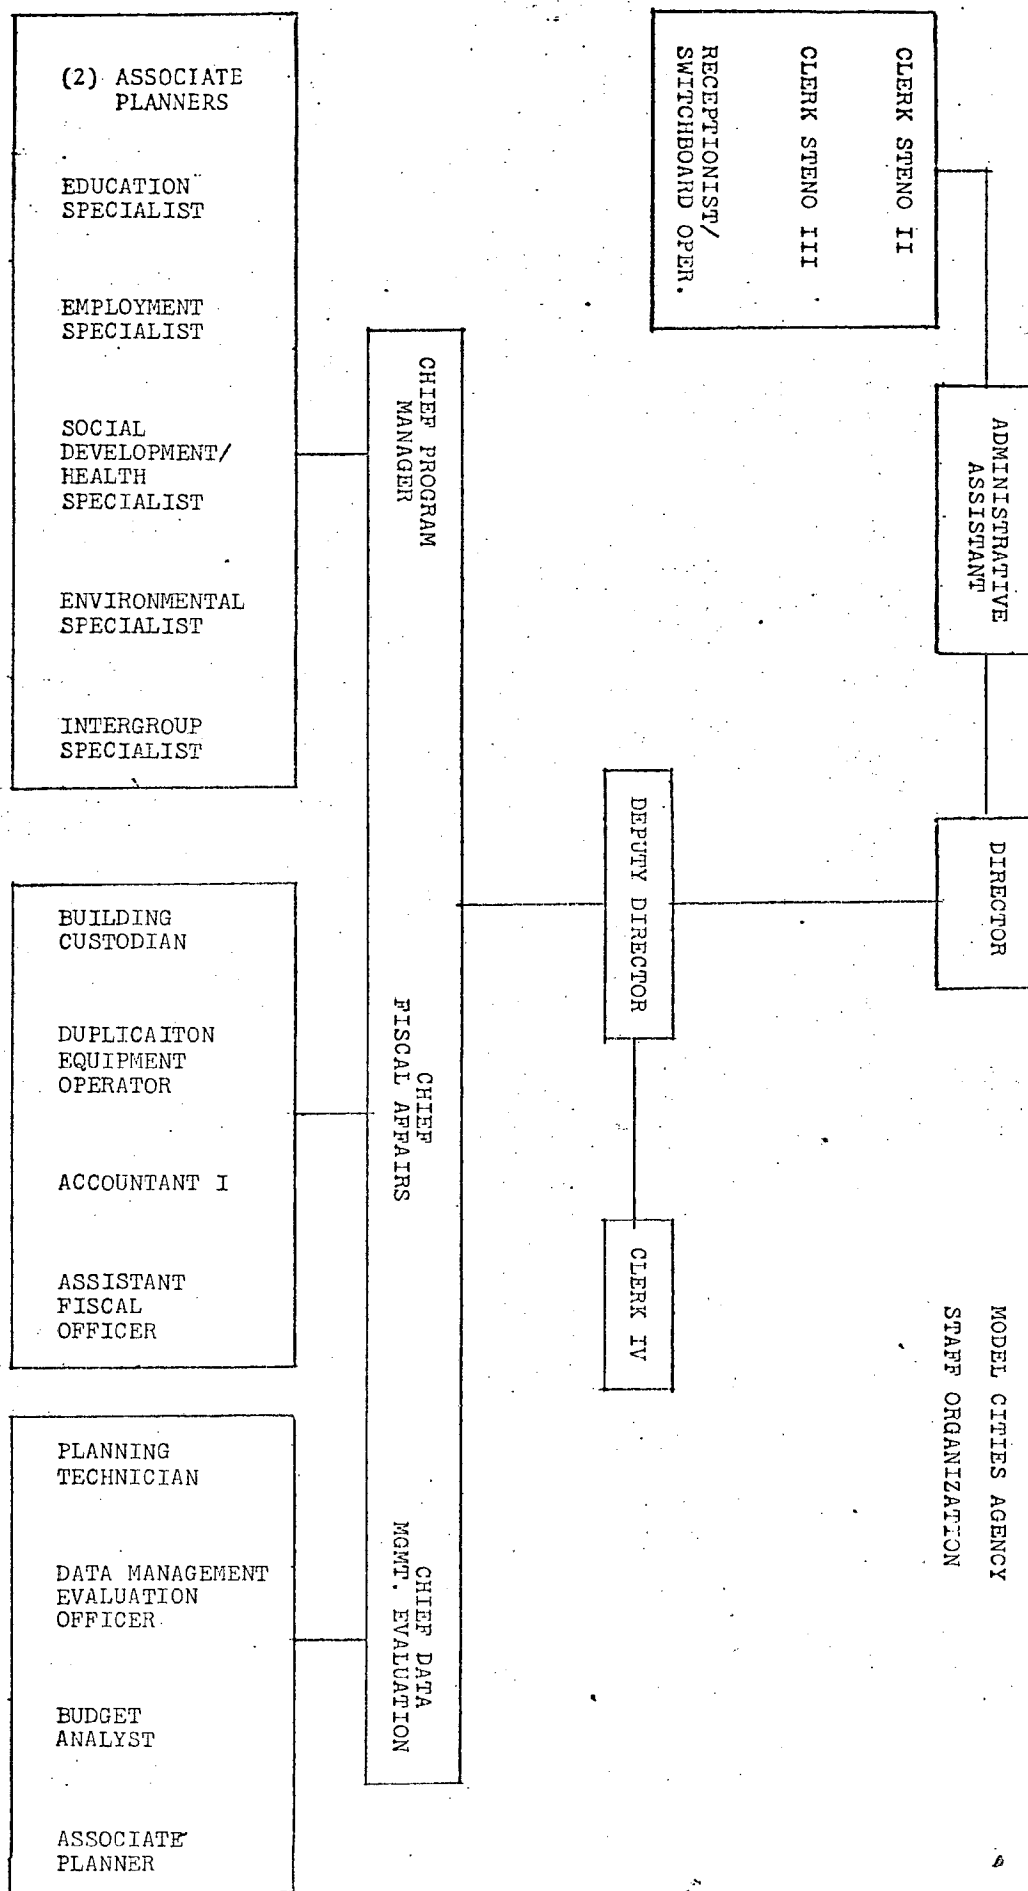 MODEL CITIES AGENCY
STAFF ORGANIZATION
DIRECTOR
ADMINISTRATIVE
ASSISTANT
CLERK STENO II
CLERK STENO III
RECEPTIONIST/
SWITCHBOARD OPER.
DEPUTY DIRECTOR
CLERK IV
CHIEF PROGRAM
MANAGER
CHIEF
FISCAL AFFAIRS
CHIEF DATA
MGMT. EVALUATION
(2) ASSOCIATE
PLANNERS
EDUCATION
SPECIALIST
EMPLOYMENT
SPECIALIST
SOCIAL
DEVELOPMENT/
HEALTH
SPECIALIST
ENVIRONMENTAL
SPECIALIST
INTERGROUP
SPECIALIST
BUILDING
CUSTODIAN
DUPLICAITON
EQUIPMENT
OPERATOR
ACCOUNTANT I
ASSISTANT
FISCAL
OFFICER
PLANNING
TECHNICIAN
DATA MANAGEMENT
EVALUATION
OFFICER
BUDGET
ANALYST
ASSOCIATE
PLANNER